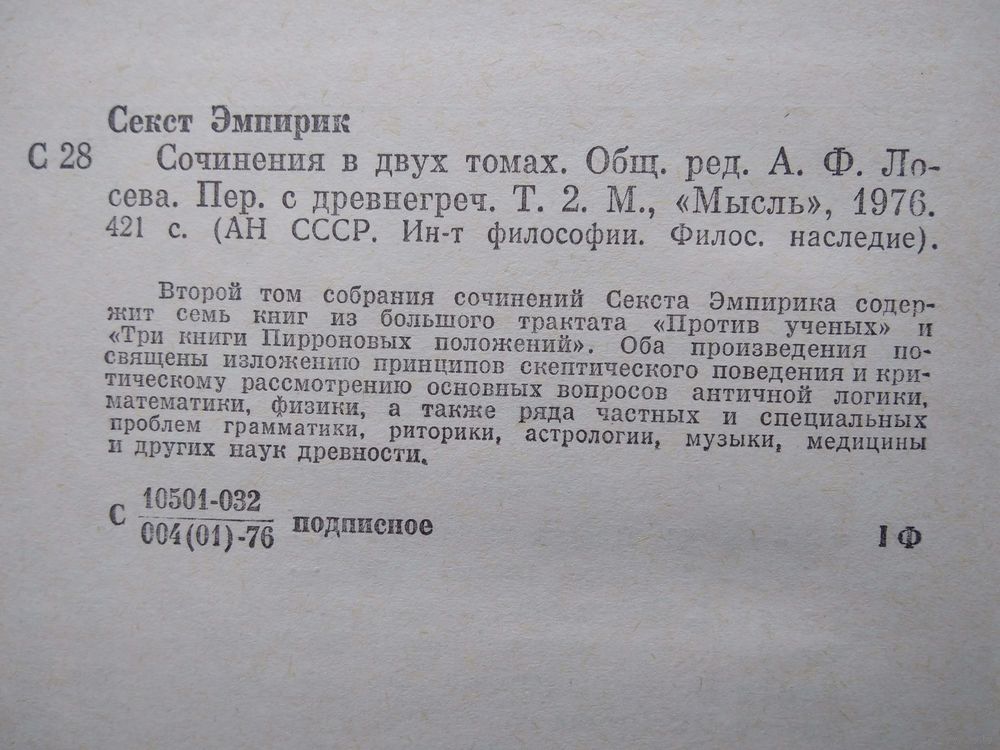 Секст Эмпирик
С 28 Сочинения в двух томах. Общ. ред. А. Ф. Ло-
сева. Пер. с древнегреч. Т. 2. М., «Мысль», 1976.
421 с. (АН СССР. Ин-т философии. Филос. наследие).
Второй том собрания сочинений Секста Эмпирика содер-
жит семь книг из большого трактата «Против ученых» и
«Три книги Пирроновых положений». Оба произведения по-
священы изложению принципов скептического поведения и кри-
тическому рассмотрению основных вопросов античной логики,
математики, физики, а также ряда частных и специальных
проблем грамматики, риторики, астрологии, музыки, медицины
и других наук древности.
10501-032
С подписное
004(01)-76
1 Ф